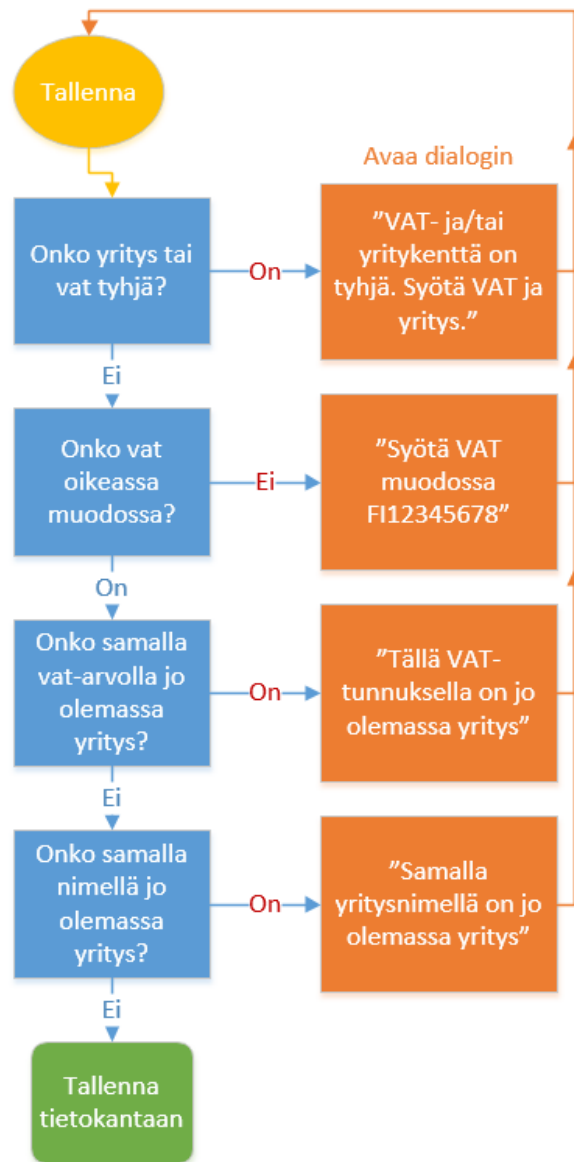 Tallenna
Avaa dialogin
Onko yritys tai
vat tyhjä?
On
”VAT- ja/tai
yritykenttä on
tyhjä. Syötä VAT ja
yritys.”
Ei
Onko vat
oikeassa
muodossa?
Ei
”Syötä VAT
muodossa
FI12345678”
On
Onko samalla
vat-arvolla jo
olemassa
yritys?
On
”Tällä VAT-
tunnuksella on jo
olemassa yritys”
Ei
Onko samalla
nimellä jo
olemassa
yritys?
On
”Samalla
yritysnimellä on jo
olemassa yritys”
Ei
Tallenna
tietokantaan